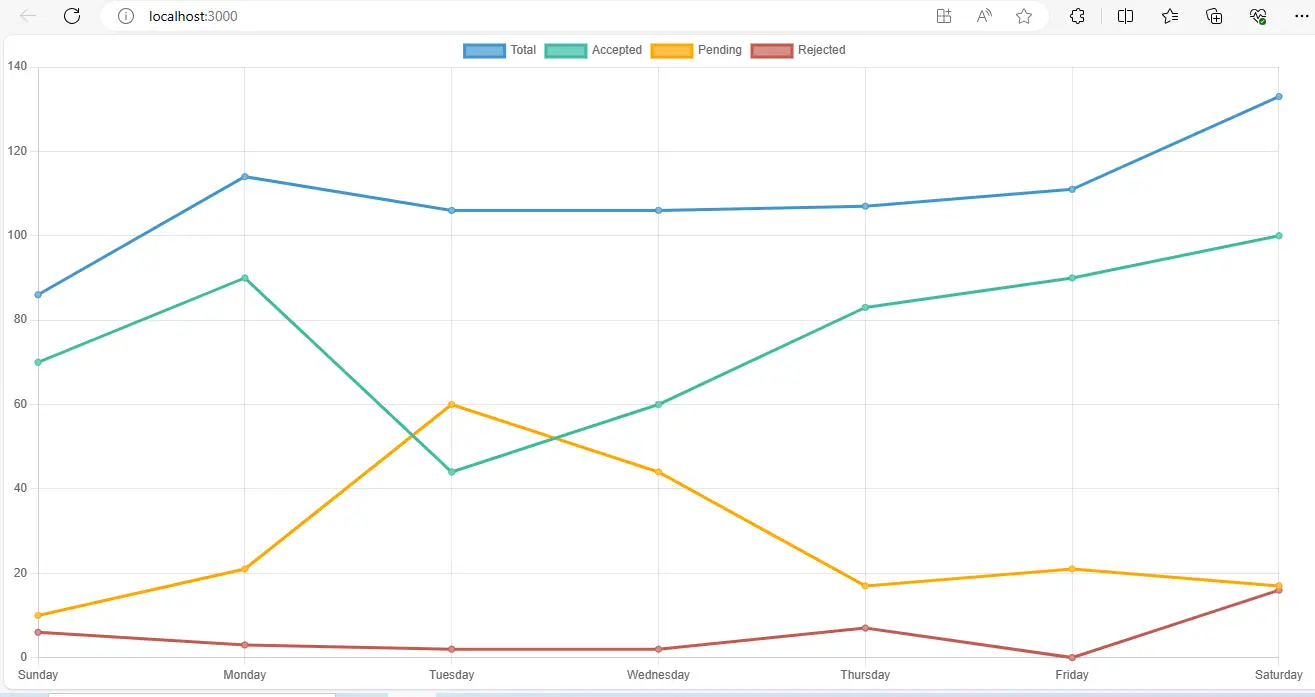 localhost:3000
Total Accepted Pending Rejected
140
120
100
80
60
40
20
0
Sunday Monday Tuesday Wednesday Thursday Friday Saturday